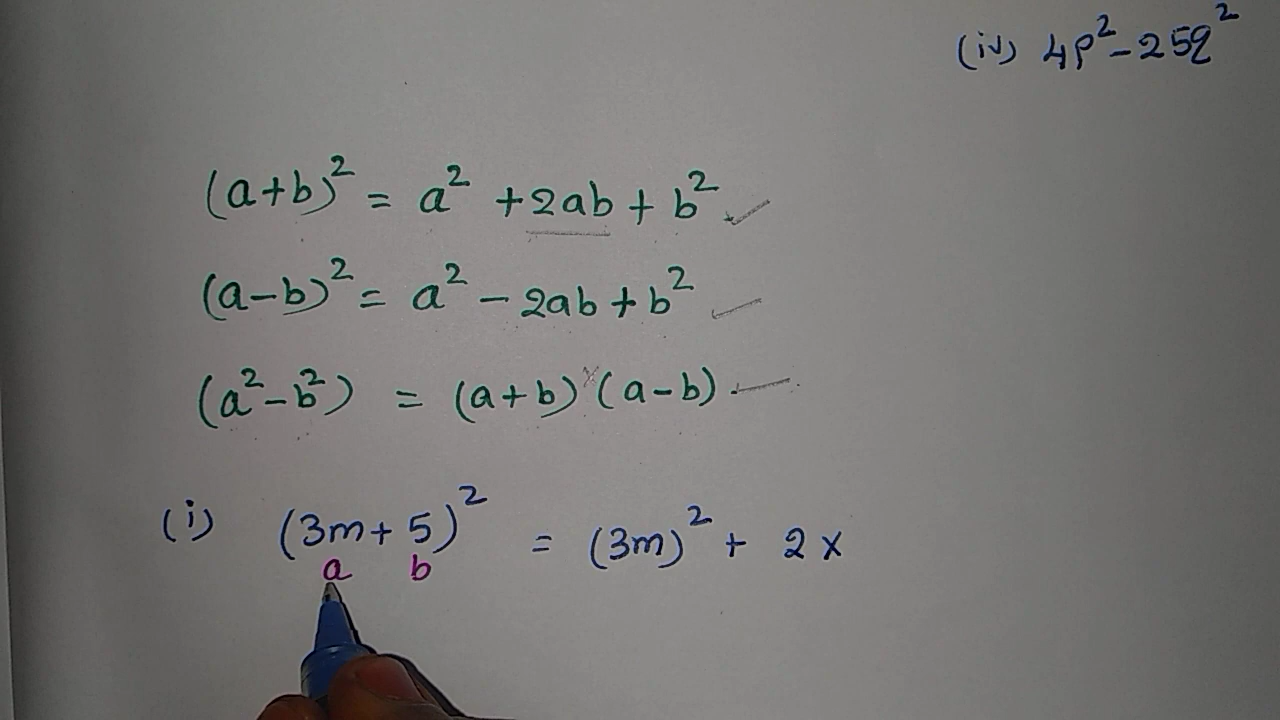 (iv) 4p² - 25q²
(a+b)² = a² + 2ab + b²
(a-b)² = a² - 2ab + b²
(a² - b²) = (a+b) × (a-b).
(i) (3m + 5)² = (3m)² + 2 ×
a b